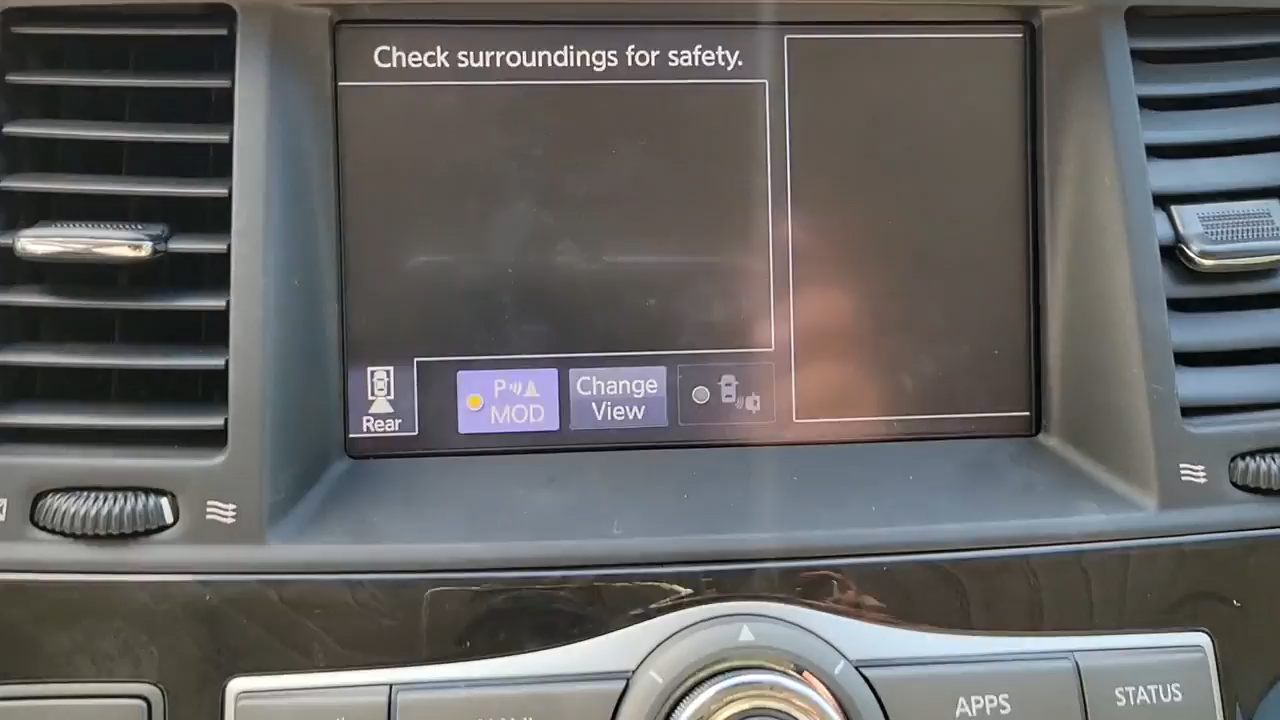 Check surroundings for safety.
Rear
P
MOD
Change
View
APPS
STATUS